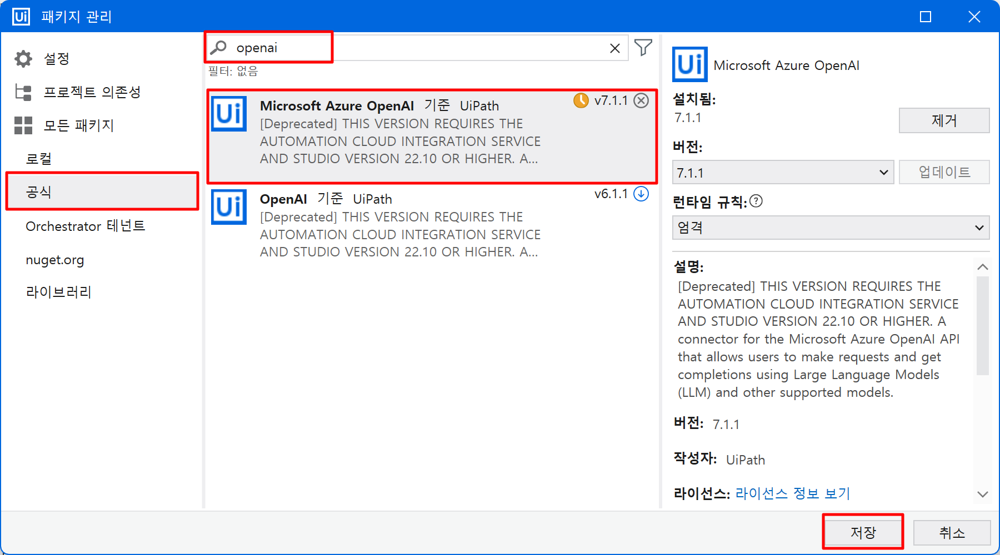 Ui 패키지 관리
설정
프로젝트 의존성
모든 패키지
로컬
공식
Orchestrator 테넌트
nuget.org
라이브러리
openai
필터: 없음
Ui
Microsoft Azure OpenAI 기준 UiPath
v7.1.1
[Deprecated] THIS VERSION REQUIRES THE
AUTOMATION CLOUD INTEGRATION SERVICE
AND STUDIO VERSION 22.10 OR HIGHER. A...
Ui
OpenAI 기준 UiPath
v6.1.1
[Deprecated] THIS VERSION REQUIRES THE
AUTOMATION CLOUD INTEGRATION SERVICE
AND STUDIO VERSION 22.10 OR HIGHER. A...
Ui Microsoft Azure OpenAI
설치됨:
7.1.1
제거
버전:
7.1.1
업데이트
런타임 규칙: ?
엄격
설명:
[Deprecated] THIS VERSION REQUIRES THE
AUTOMATION CLOUD INTEGRATION SERVICE
AND STUDIO VERSION 22.10 OR HIGHER. A
connector for the Microsoft Azure OpenAI API
that allows users to make requests and get
completions using Large Language Models
(LLM) and other supported models.
버전: 7.1.1
작성자: UiPath
라이선스: 라이선스 정보 보기
저장
취소